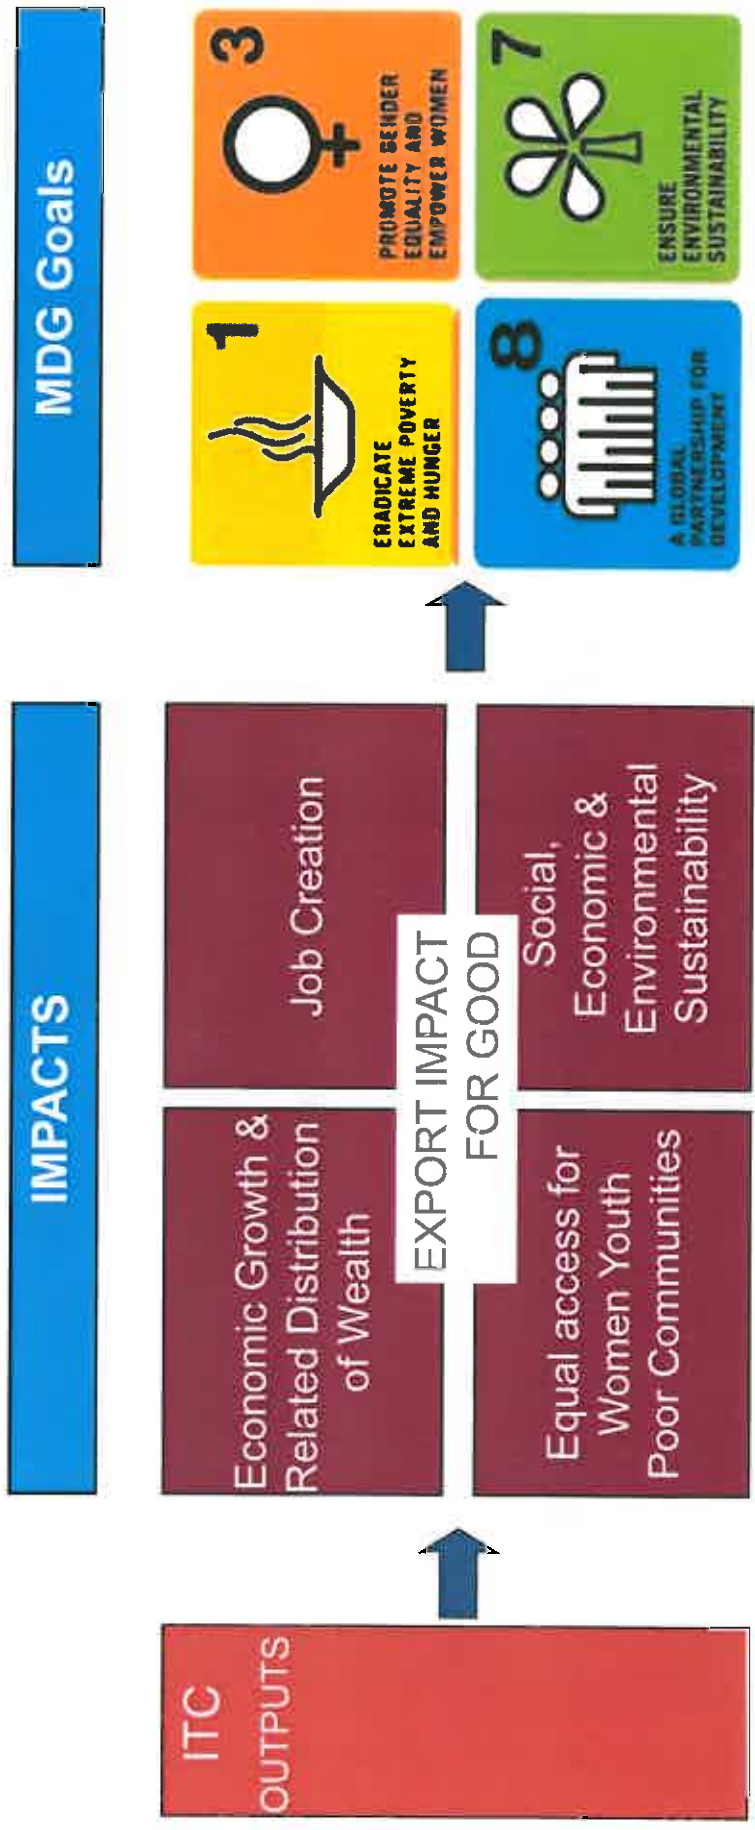 IMPACTS
MDG Goals
ITC
OUTPUTS
Economic Growth &
Related Distribution
of Wealth
Job Creation
EXPORT IMPACT
FOR GOOD
Equal access for
Women Youth
Poor Communities
Social,
Economic &
Environmental
Sustainability
1
ERADICATE
EXTREME POVERTY
AND HUNGER
3
PROMOTE GENDER
EQUALITY AND
EMPOWER WOMEN
8
A GLOBAL
PARTNERSHIP FOR
DEVELOPMENT
7
ENSURE
ENVIRONMENTAL
SUSTAINABILITY